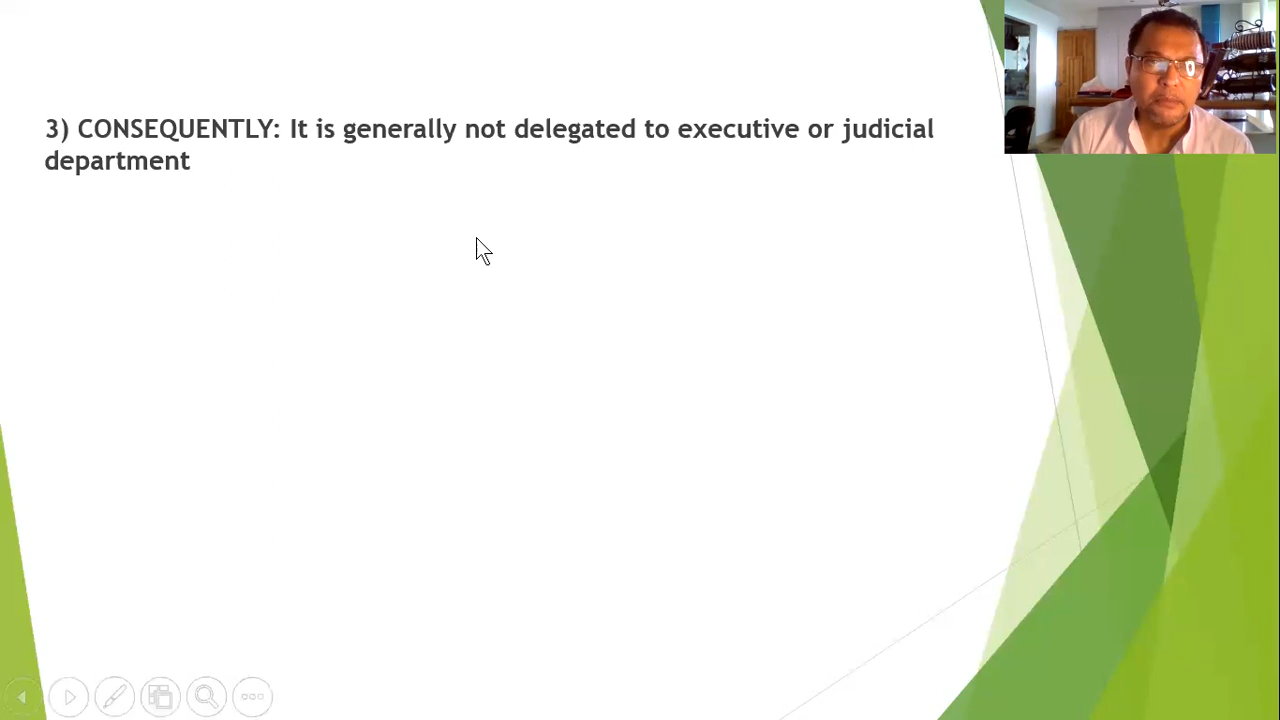 3) CONSEQUENTLY: It is generally not delegated to executive or judicial
department